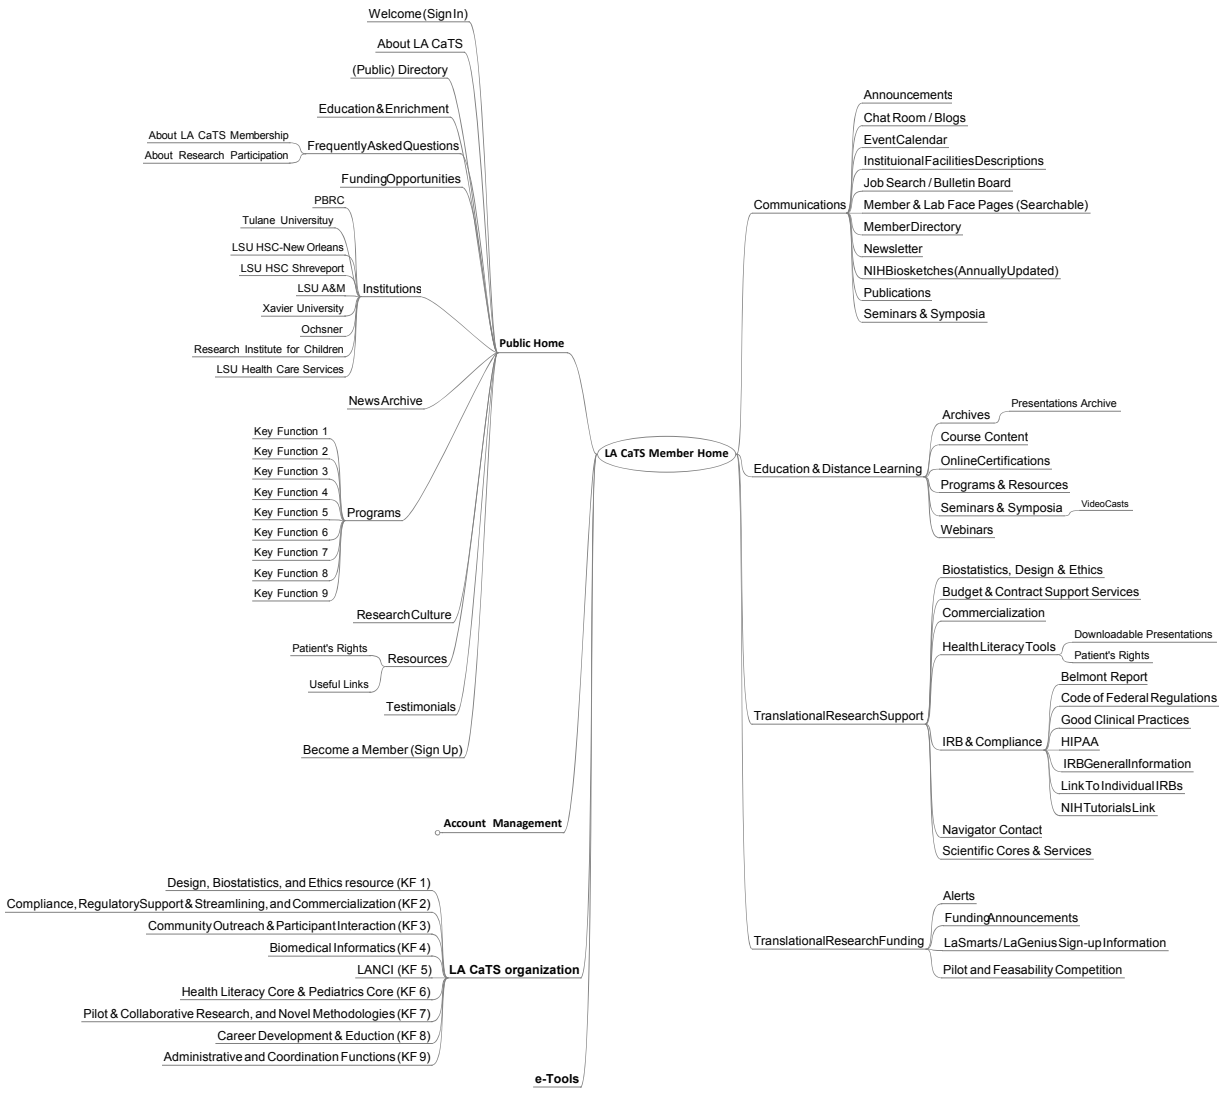 Welcome (Sign In)
About LA CaTS
(Public) Directory
Education & Enrichment
Frequently Asked Questions
About LA CaTS Membership
About Research Participation
Funding Opportunities
Institutions
PBRC
Tulane Universituy
LSU HSC-New Orleans
LSU HSC Shreveport
LSU A&M
Xavier University
Ochsner
Research Institute for Children
LSU Health Care Services
Public Home
News Archive
Programs
Key Function 1
Key Function 2
Key Function 3
Key Function 4
Key Function 5
Key Function 6
Key Function 7
Key Function 8
Key Function 9
Research Culture
Resources
Patient's Rights
Useful Links
Testimonials
Become a Member (Sign Up)
Account Management
LA CaTS organization
Design, Biostatistics, and Ethics resource (KF 1)
Compliance, Regulatory Support & Streamlining, and Commercialization (KF 2)
Community Outreach & Participant Interaction (KF 3)
Biomedical Informatics (KF 4)
LANCI (KF 5)
Health Literacy Core & Pediatrics Core (KF 6)
Pilot & Collaborative Research, and Novel Methodologies (KF 7)
Career Development & Eduction (KF 8)
Administrative and Coordination Functions (KF 9)
e-Tools
LA CaTS Member Home
Communications
Announcements
Chat Room / Blogs
Event Calendar
Instituional Facilities Descriptions
Job Search / Bulletin Board
Member & Lab Face Pages (Searchable)
Member Directory
Newsletter
NIH Biosketches (Annually Updated)
Publications
Seminars & Symposia
Education & Distance Learning
Archives
Presentations Archive
Course Content
Online Certifications
Programs & Resources
Seminars & Symposia
VideoCasts
Webinars
Translational Research Support
Biostatistics, Design & Ethics
Budget & Contract Support Services
Commercialization
Health Literacy Tools
Downloadable Presentations
Patient's Rights
IRB & Compliance
Belmont Report
Code of Federal Regulations
Good Clinical Practices
HIPAA
IRB General Information
Link To Individual IRBs
NIH Tutorials Link
Navigator Contact
Scientific Cores & Services
Translational Research Funding
Alerts
Funding Announcements
LaSmarts / LaGenius Sign-up Information
Pilot and Feasability Competition